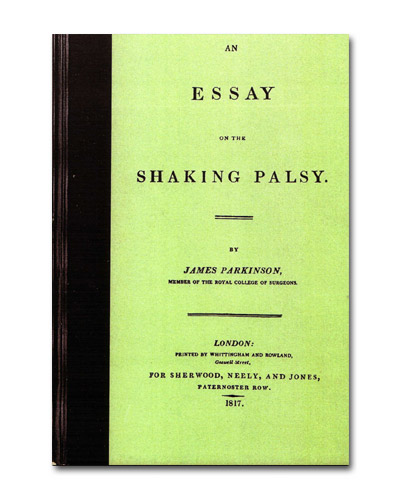 AN
ESSAY
ON THE
SHAKING PALSY.
BY
JAMES PARKINSON,
MEMBER OF THE ROYAL COLLEGE OF SURGEONS.
LONDON:
PRINTED BY WHITTINGHAM AND ROWLAND,
Goswell Street,
FOR SHERWOOD, NEELY, AND JONES,
PATERNOSTER ROW.
1817.